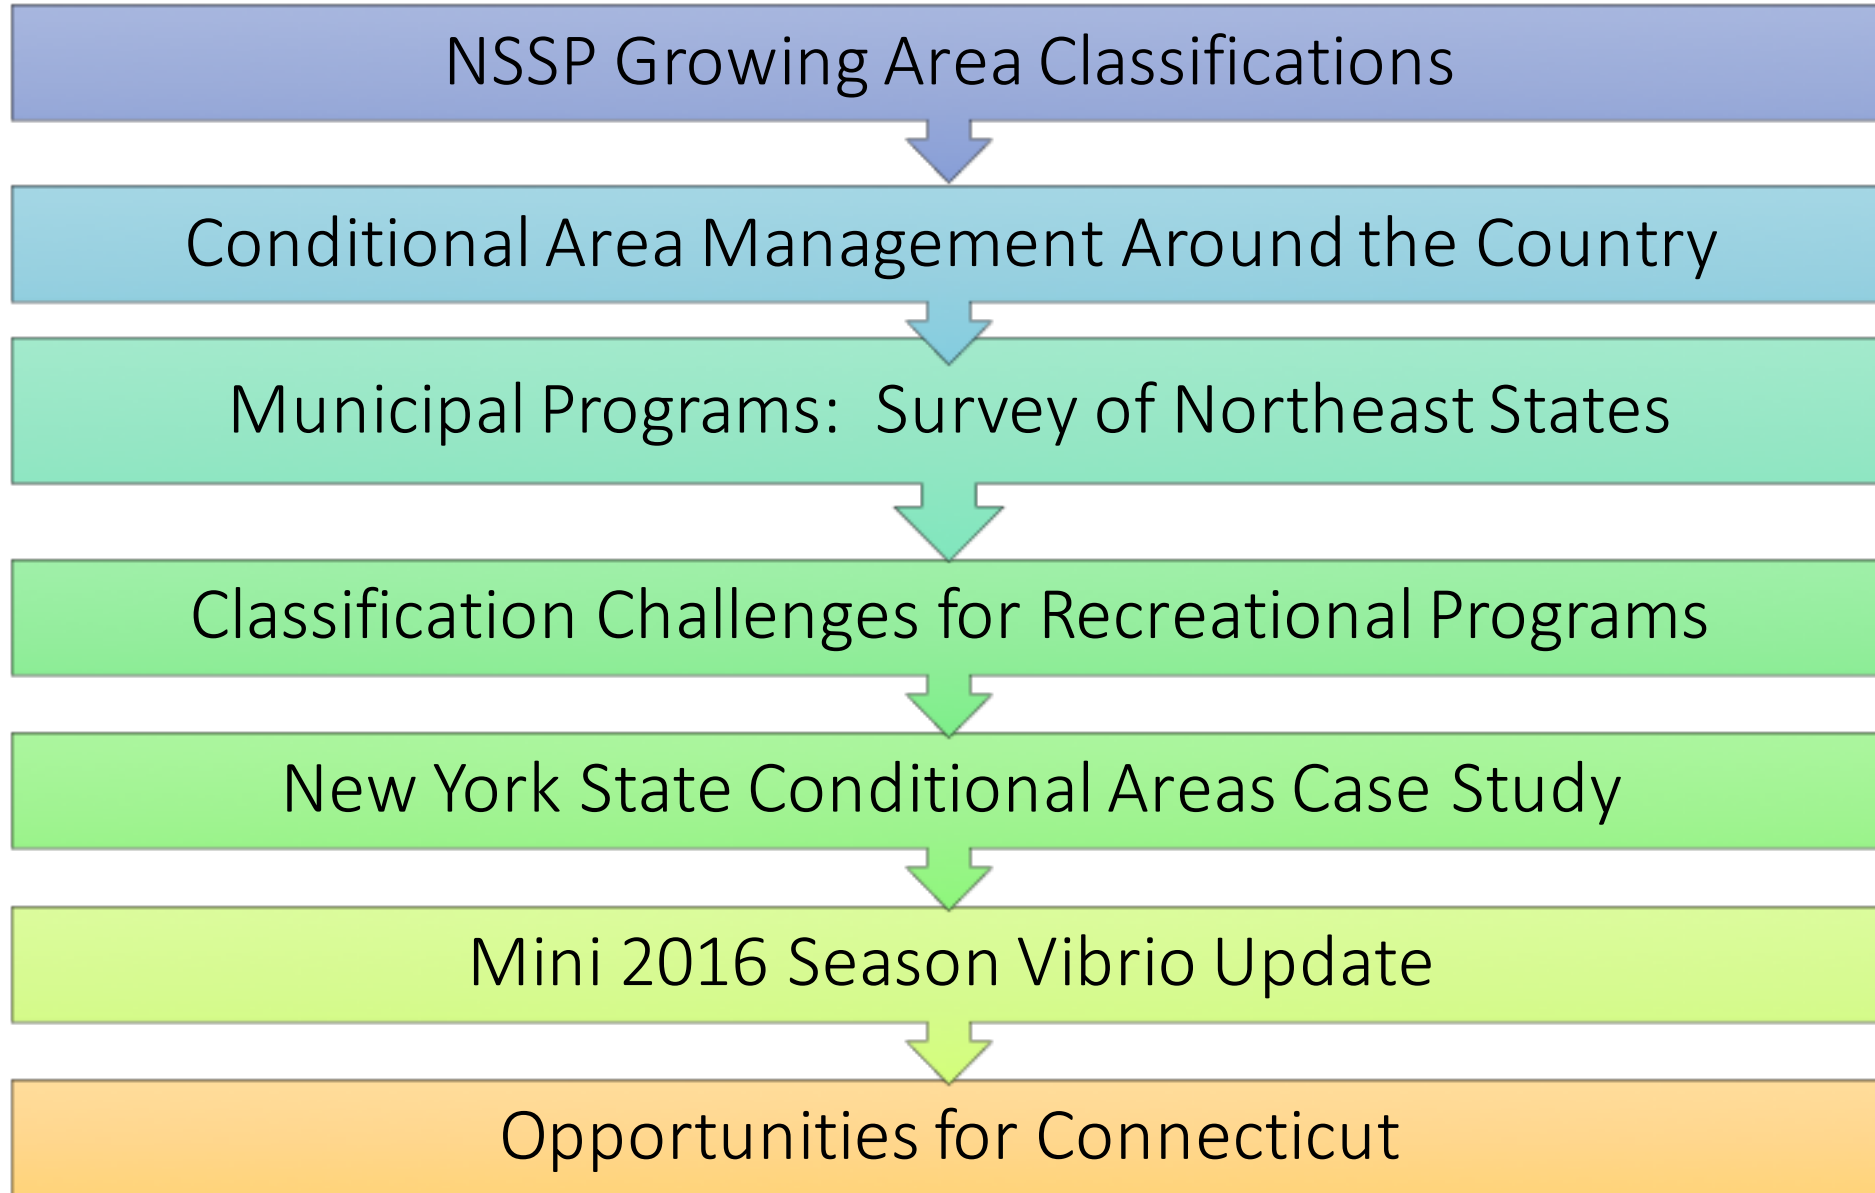 NSSP Growing Area Classifications
Conditional Area Management Around the Country
Municipal Programs:  Survey of Northeast States
Classification Challenges for Recreational Programs
New York State Conditional Areas Case Study
Mini 2016 Season Vibrio Update
Opportunities for Connecticut